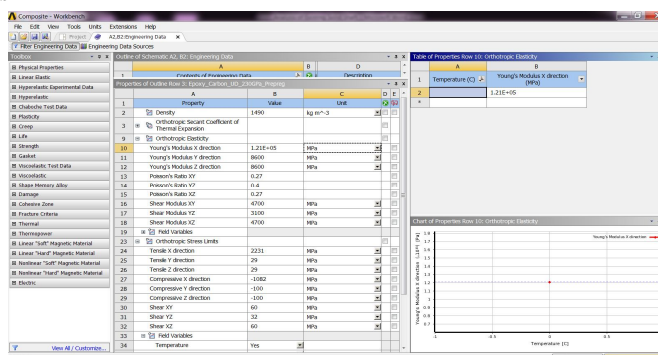 Composite - Workbench
File Edit View Tools Units Extensions Help
Project A2,B2:Engineering Data ×
Filter Engineering Data Engineering Data Sources
Toolbox
Physical Properties
Linear Elastic
Hyperelastic Experimental Data
Hyperelastic
Chaboche Test Data
Plasticity
Creep
Life
Strength
Gasket
Viscoelastic Test Data
Viscoelastic
Shape Memory Alloy
Damage
Cohesive Zone
Fracture Criteria
Thermal
Thermopower
Linear "Soft" Magnetic Material
Linear "Hard" Magnetic Material
Nonlinear "Soft" Magnetic Material
Nonlinear "Hard" Magnetic Material
Electric
View All / Customize...
Outline of Schematic A2, B2: Engineering Data
A B D
1 Contents of Engineering Data Description
Properties of Outline Row 3: Epoxy_Carbon_UD_230GPa_Prepreg
A B C D E
1 Property Value Unit
2 Density 1490 kg m^-3
3 Orthotropic Secant Coefficient of Thermal Expansion
9 Orthotropic Elasticity
10 Young's Modulus X direction 1.21E+05 MPa
11 Young's Modulus Y direction 8600 MPa
12 Young's Modulus Z direction 8600 MPa
13 Poisson's Ratio XY 0.27
14 Poisson's Ratio YZ 0.4
15 Poisson's Ratio XZ 0.27
16 Shear Modulus XY 4700 MPa
17 Shear Modulus YZ 3100 MPa
18 Shear Modulus XZ 4700 MPa
19 Field Variables
23 Orthotropic Stress Limits
24 Tensile X direction 2231 MPa
25 Tensile Y direction 29 MPa
26 Tensile Z direction 29 MPa
27 Compressive X direction -1082 MPa
28 Compressive Y direction -100 MPa
29 Compressive Z direction -100 MPa
30 Shear XY 60 MPa
31 Shear YZ 32 MPa
32 Shear XZ 60 MPa
33 Field Variables
34 Temperature Yes
Table of Properties Row 10: Orthotropic Elasticity
A B
1 Temperature (C) Young's Modulus X direction (MPa)
2 1.21E+05
*
Chart of Properties Row 10: Orthotropic Elasticity
Young's Modulus X direction
1.8
1.7
1.6
1.5
1.4
1.3
1.2
1.1
1
0.9
0.8
0.7
-1 -0.5 0 0.5
Temperature [C]